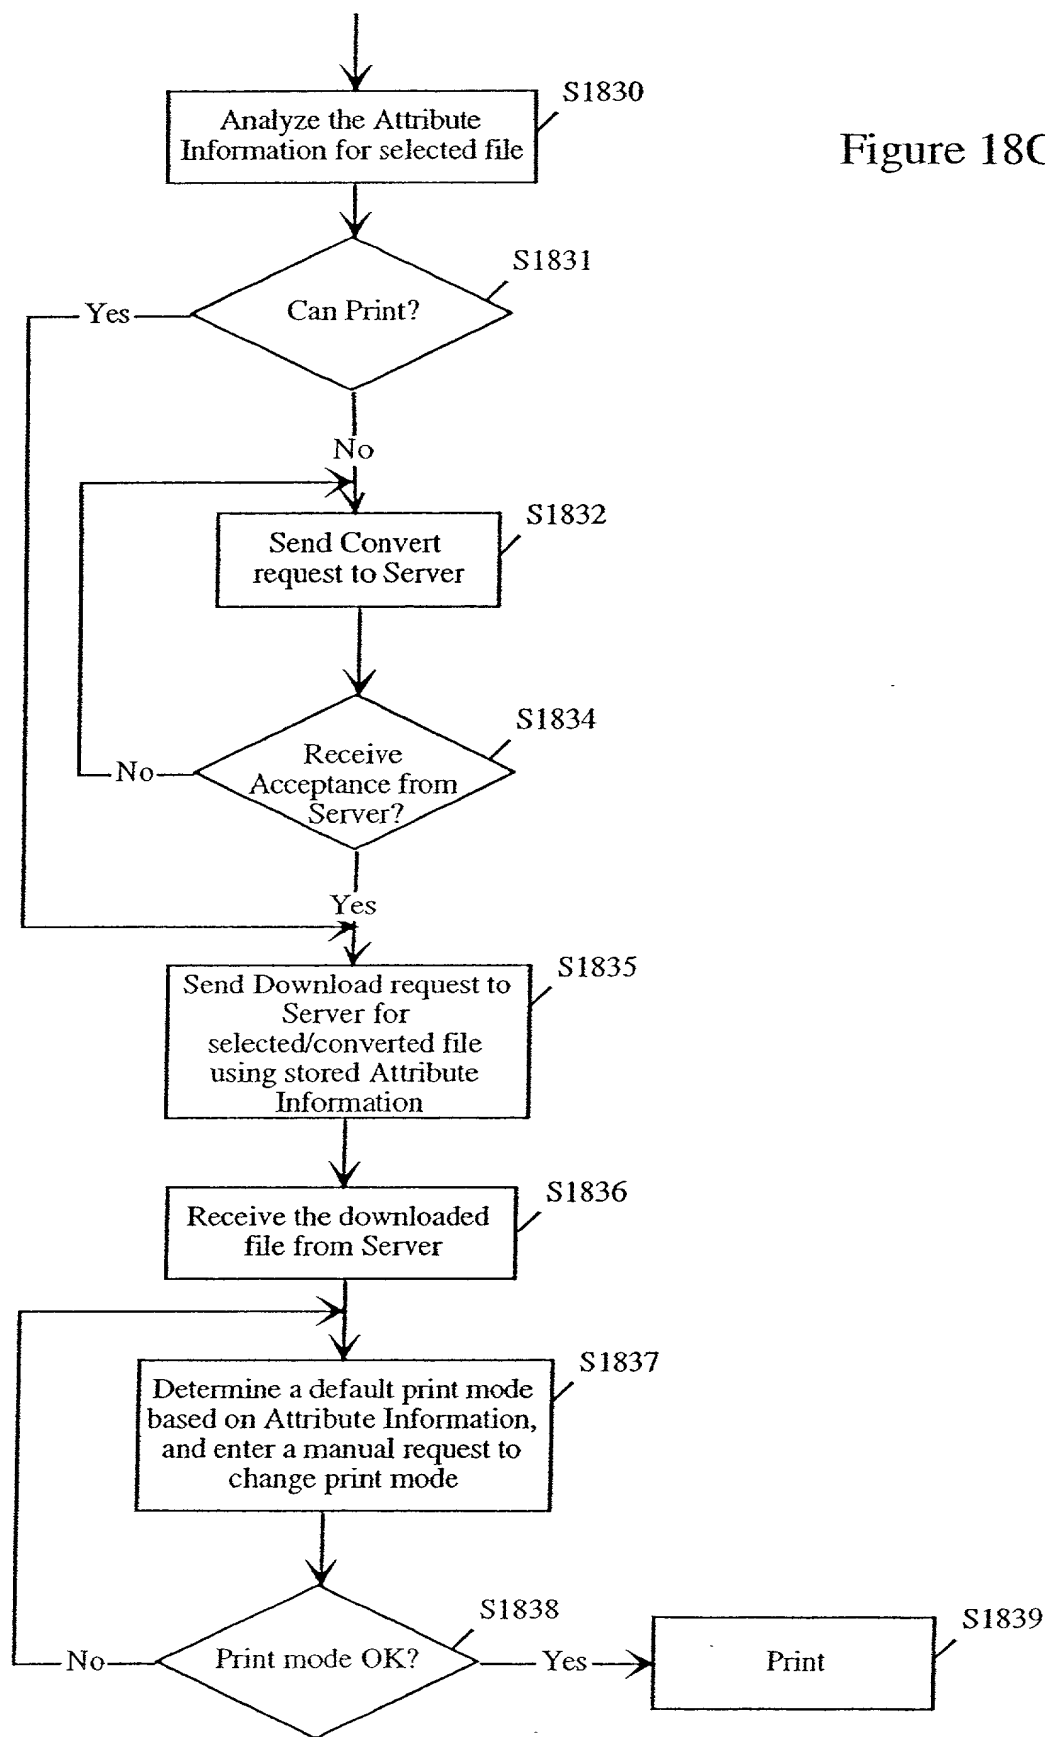 S1830
Analyze the Attribute
Information for selected file
Figure 18C
S1831
Can Print?
Yes
No
S1832
Send Convert
request to Server
S1834
Receive
Acceptance from
Server?
No
Yes
S1835
Send Download request to
Server for
selected/converted file
using stored Attribute
Information
S1836
Receive the downloaded
file from Server
S1837
Determine a default print mode
based on Attribute Information,
and enter a manual request to
change print mode
S1838
Print mode OK?
No
Yes
S1839
Print